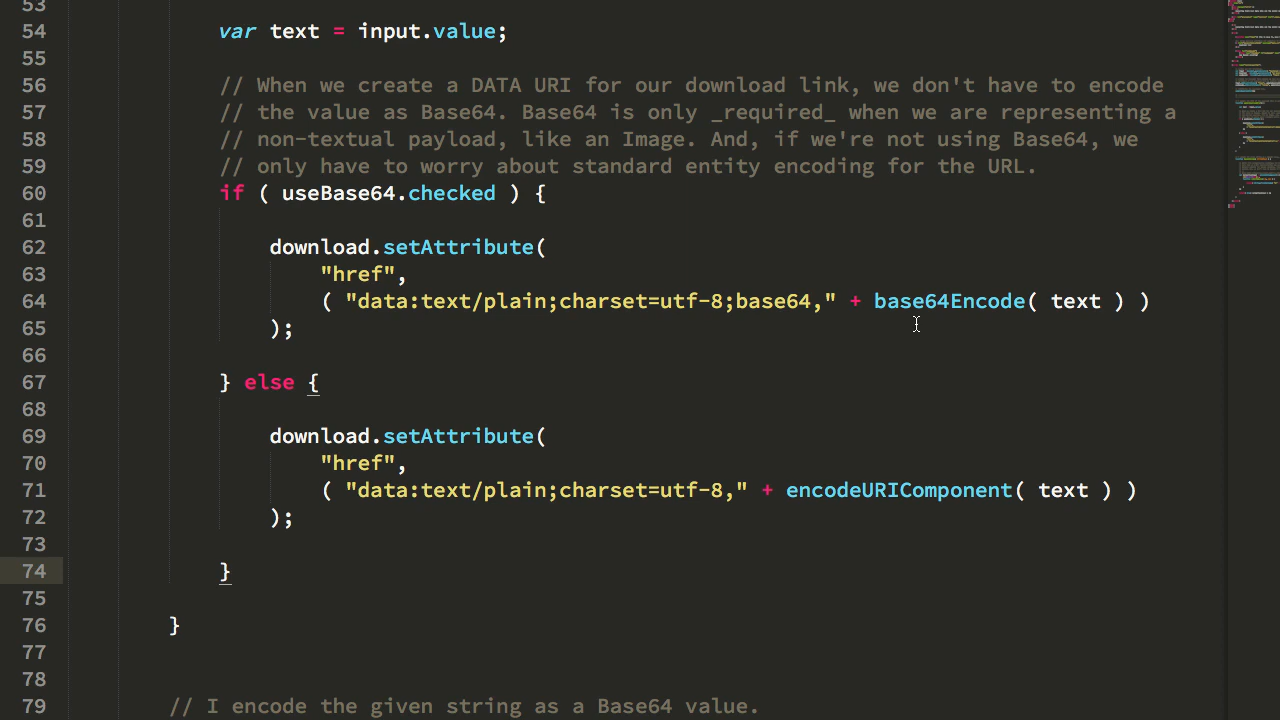 53
54 var text = input.value;
55
56 // When we create a DATA URI for our download link, we don't have to encode
57 // the value as Base64. Base64 is only _required_ when we are representing a
58 // non-textual payload, like an Image. And, if we're not using Base64, we
59 // only have to worry about standard entity encoding for the URL.
60 if ( useBase64.checked ) {
61
62 download.setAttribute(
63 "href",
64 ( "data:text/plain;charset=utf-8;base64," + base64Encode( text ) )
65 );
66
67 } else {
68
69 download.setAttribute(
70 "href",
71 ( "data:text/plain;charset=utf-8," + encodeURIComponent( text ) )
72 );
73
74 }
75
76 }
77
78
79 // I encode the given string as a Base64 value.